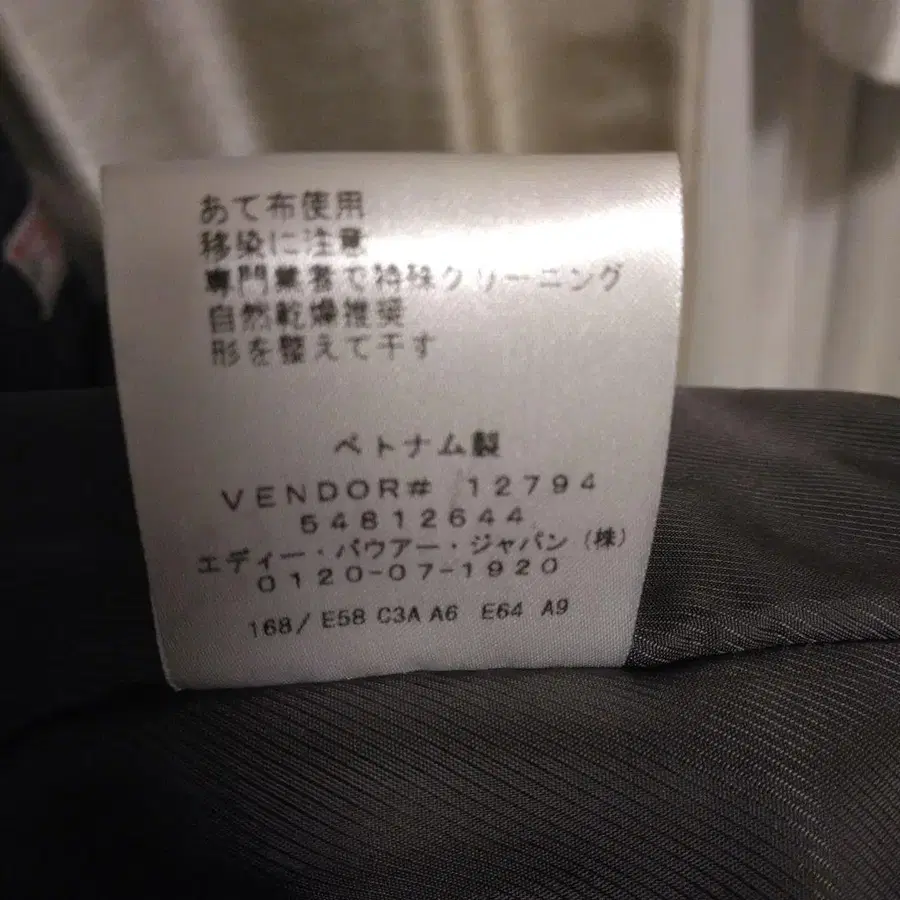 あて布使用
移染に注意
専門業者で特殊クリーニング
自然乾燥推奨
形を整えて干す
ベトナム製
VENDOR# 12794
54812644
エディー・バウアー・ジャパン(株)
0120-07-1920
168/ E58 C3A A6 E64 A9